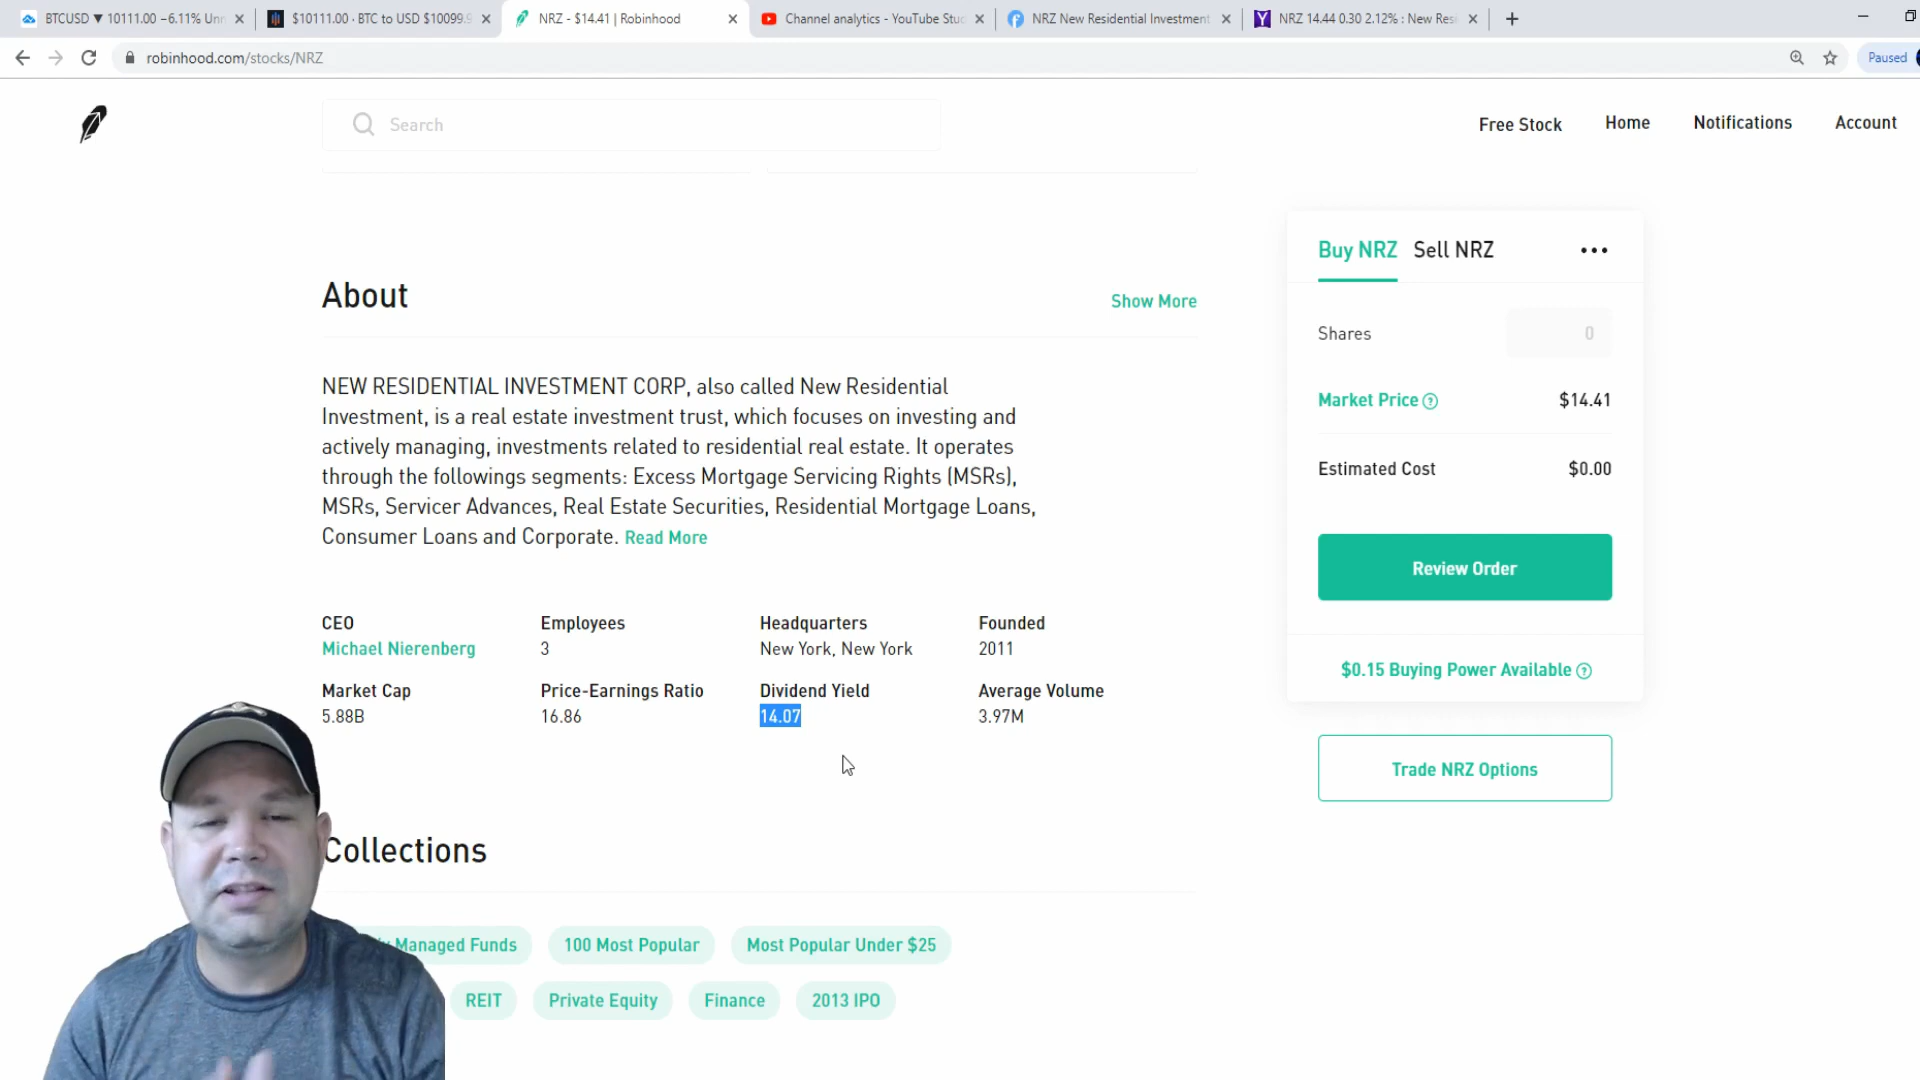 BTCUSD ▼ 10111.00 −6.11% Unn
$10111.00 · BTC to USD $10099.9
NRZ - $14.41 | Robinhood
Channel analytics - YouTube Stud
NRZ New Residential Investment
NRZ 14.44 0.30 2.12% : New Resi
robinhood.com/stocks/NRZ
Paused
Search
Free Stock
Home
Notifications
Account
Buy NRZ
Sell NRZ
About
Show More
Shares
0
NEW RESIDENTIAL INVESTMENT CORP, also called New Residential
Investment, is a real estate investment trust, which focuses on investing and
actively managing, investments related to residential real estate. It operates
through the followings segments: Excess Mortgage Servicing Rights (MSRs),
MSRs, Servicer Advances, Real Estate Securities, Residential Mortgage Loans,
Consumer Loans and Corporate. Read More
Market Price ?
$14.41
Estimated Cost
$0.00
Review Order
$0.15 Buying Power Available ?
Trade NRZ Options
CEO
Michael Nierenberg
Employees
3
Headquarters
New York, New York
Founded
2011
Market Cap
5.88B
Price-Earnings Ratio
16.86
Dividend Yield
14.07
Average Volume
3.97M
Collections
Managed Funds
100 Most Popular
Most Popular Under $25
REIT
Private Equity
Finance
2013 IPO